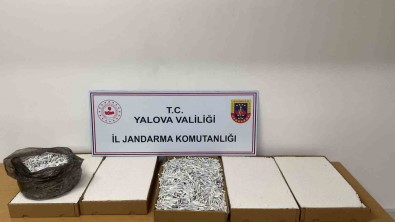 T.C.
YALOVA VALİLİĞİ
İL JANDARMA KOMUTANLIĞI